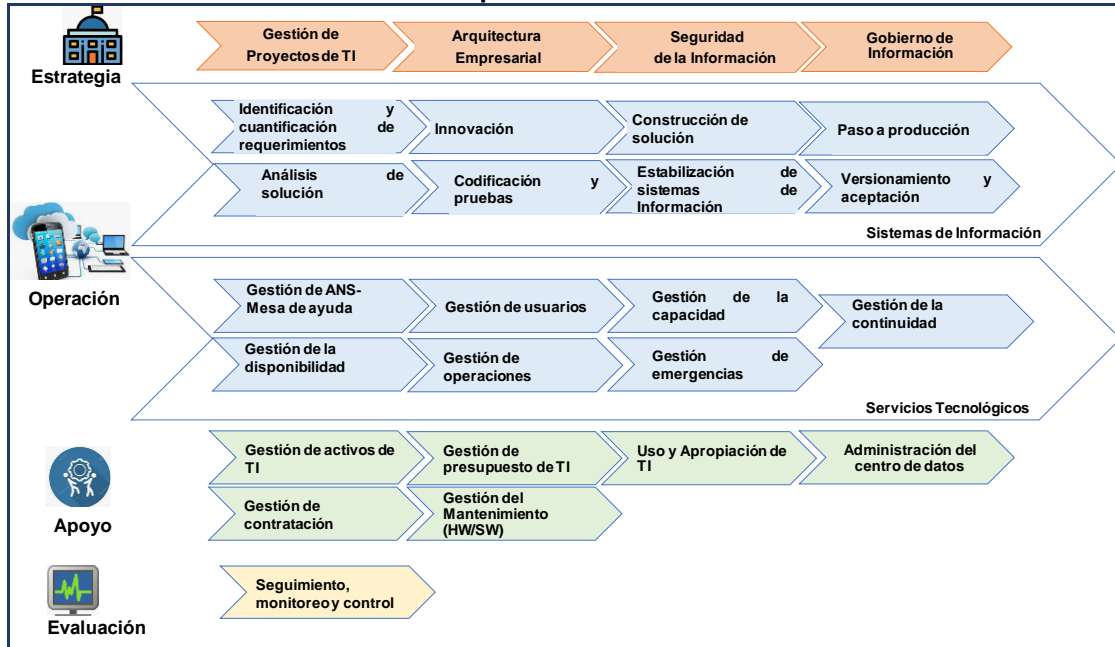 Gestión de
Proyectos de TI
Arquitectura
Empresarial
Seguridad
de la Información
Gobierno de
Información
Estrategia
Identificación y
cuantificación de
requerimientos
Innovación
Construcción de
solución
Paso a producción
Análisis de
solución
Codificación y
pruebas
Estabilización de
sistemas de
Información
Versionamiento y
aceptación
Sistemas de Información
Operación
Gestión de ANS-
Mesa de ayuda
Gestión de usuarios
Gestión de la
capacidad
Gestión de la
continuidad
Gestión de la
disponibilidad
Gestión de
operaciones
Gestión de
emergencias
Servicios Tecnológicos
Gestión de activos de
TI
Gestión de
presupuesto de TI
Uso y Apropiación de
TI
Administración del
centro de datos
Apoyo
Gestión de
contratación
Gestión del
Mantenimiento
(HW/SW)
Seguimiento,
monitoreo y control
Evaluación